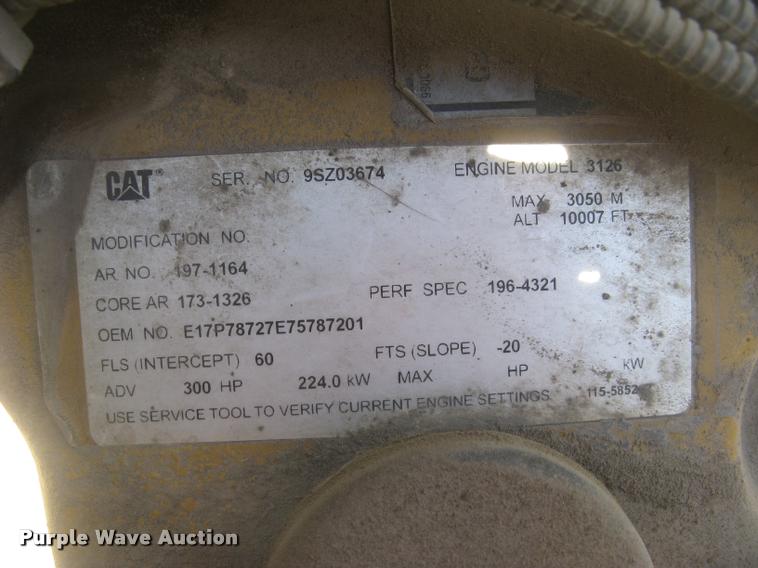 CAT® SER. NO. 9SZ03674 ENGINE MODEL 3126
MAX 3050 M
ALT 10007 FT
MODIFICATION NO.
AR NO. 197-1164
CORE AR 173-1326 PERF SPEC 196-4321
OEM NO. E17P78727E75787201
FLS (INTERCEPT) 60 FTS (SLOPE) -20
ADV 300 HP 224.0 kW MAX HP kW
USE SERVICE TOOL TO VERIFY CURRENT ENGINE SETTINGS 115-5852
Purple Wave Auction